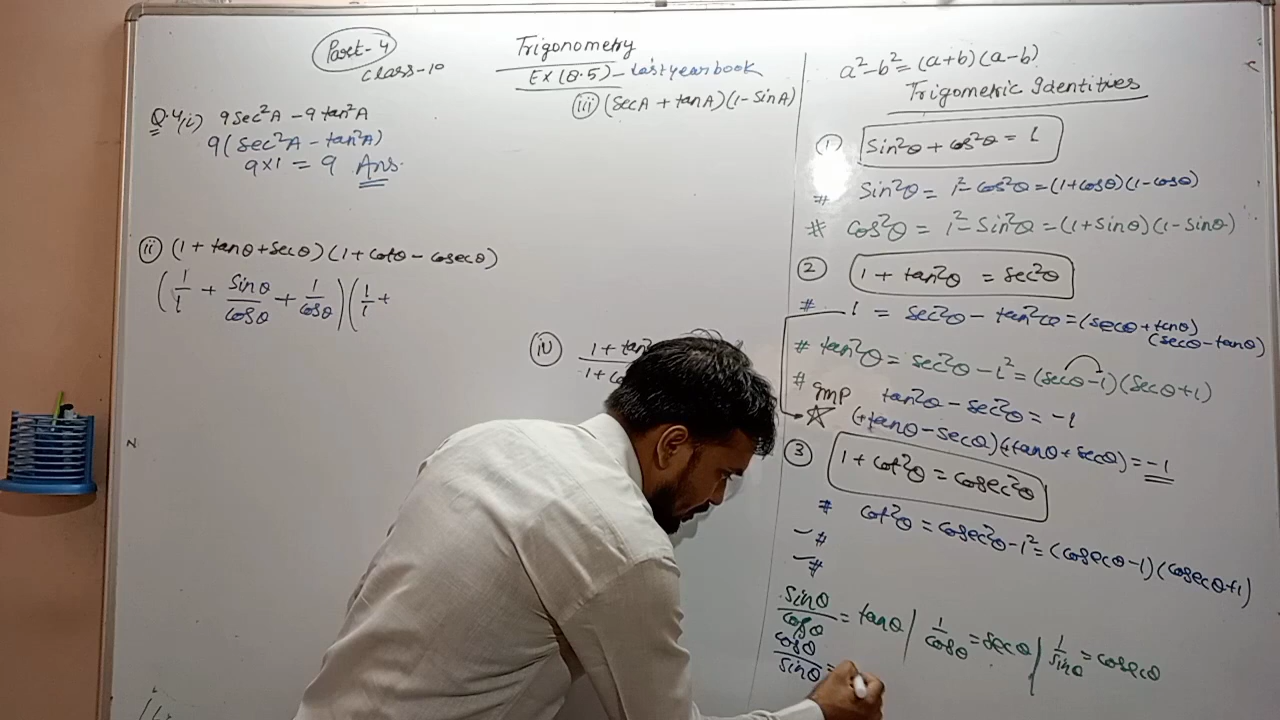 Part-4
Class-10
Trigonometry
Ex (8.5) - Last year book
Q.4(i) 9sec²A - 9tan²A
9(sec²A - tan²A)
9×1 = 9 Ans.
(ii) (1 + tanθ + secθ)(1 + cotθ - cosecθ)
(1/1 + sinθ/cosθ + 1/cosθ)(1/1 +
(iii) (secA + tanA)(1 - sinA)
(iv) 1 + tan²
1 + co
a² - b² = (a+b)(a-b)
Trigometric Identities
(1) Sin²θ + cos²θ = 1
# Sin²θ = 1² - cos²θ = (1+cosθ)(1-cosθ)
# cos²θ = 1² - Sin²θ = (1+sinθ)(1-sinθ)
(2) 1 + tan²θ = sec²θ
# 1 = sec²θ - tan²θ = (secθ + tanθ)
(secθ - tanθ)
# tan²θ = sec²θ - 1² = (secθ-1)(secθ+1)
# Imp tan²θ - sec²θ = -1
☆ (+tanθ - secθ)(+tanθ + secθ) = -1
(3) 1 + cot²θ = cosec²θ
# cot²θ = cosec²θ - 1² = (cosecθ-1)(cosecθ+1)
#
#
sinθ/cosθ = tanθ / 1/cosθ = secθ / 1/sinθ = cosecθ
cosθ/sinθ =